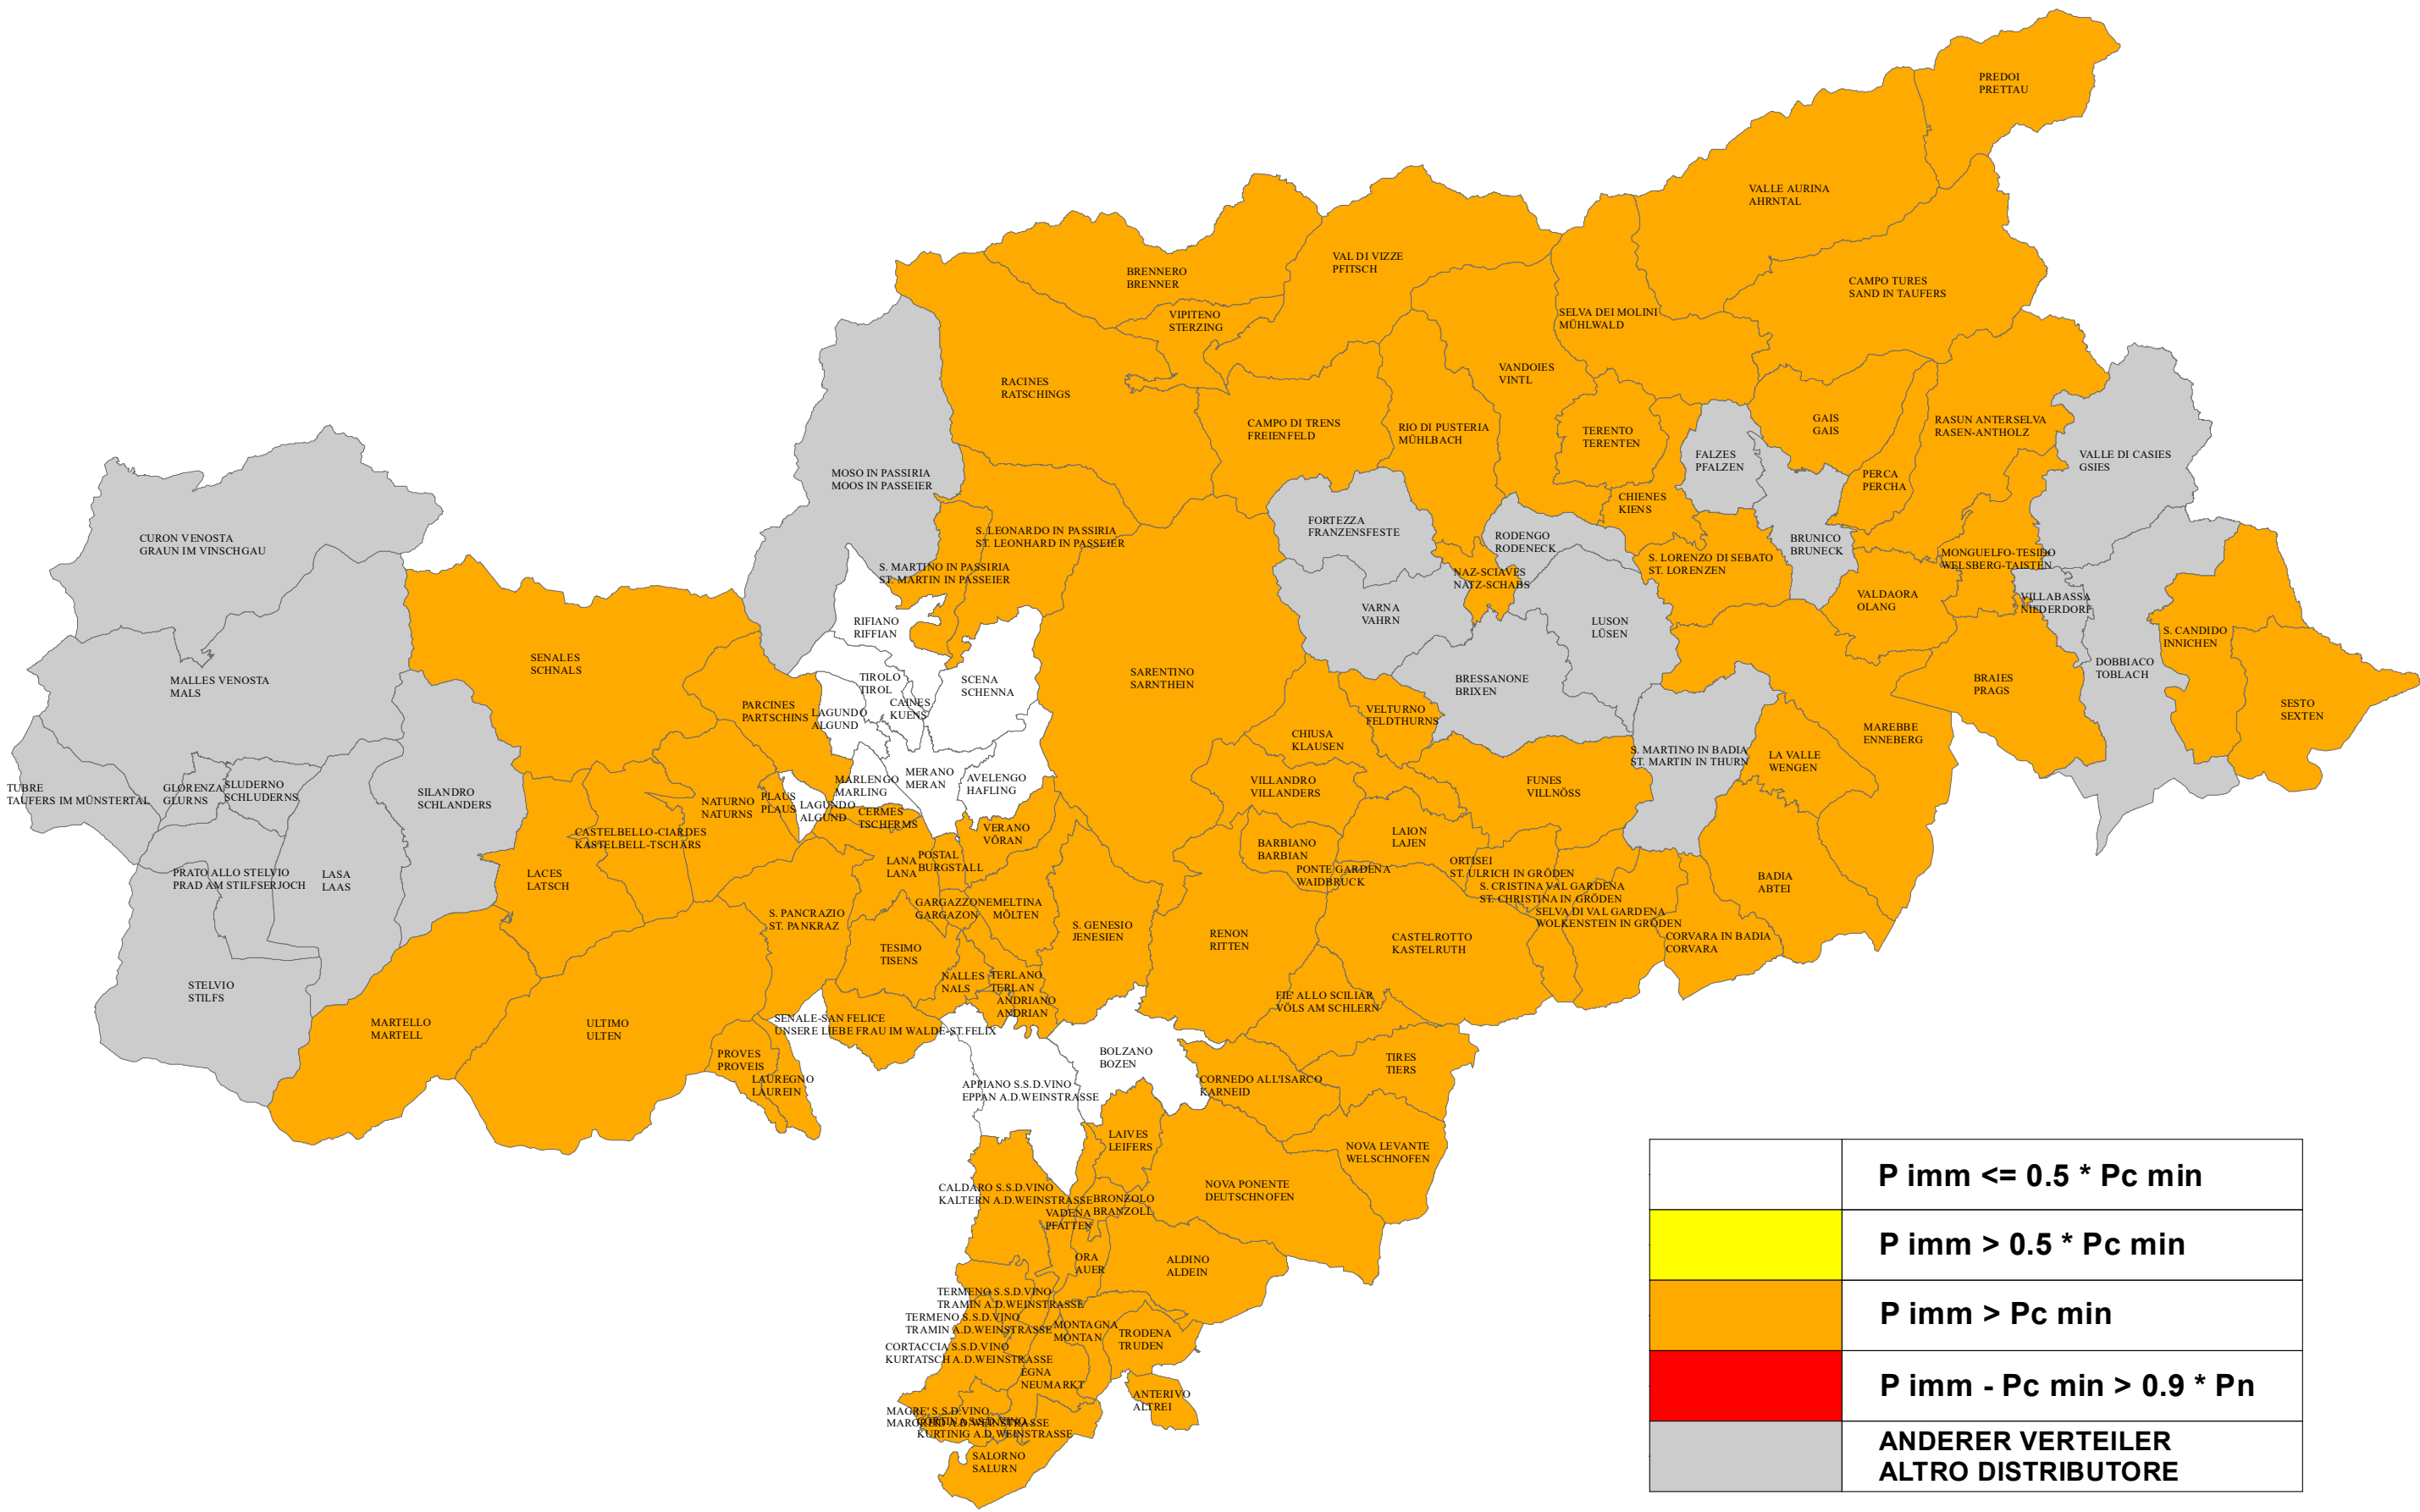 PREDOI
PRETTAU
VALLE AURINA
AHRNTAL
VAL DI VIZZE
PFITSCH
BRENNERO
BRENNER
CAMPO TURES
SAND IN TAUFERS
VIPITENO
STERZING
SELVA DEI MOLINI
MÜHLWALD
RACINES
RATSCHINGS
VANDOIES
VINTL
CAMPO DI TRENS
FREIENFELD
RIO DI PUSTERIA
MÜHLBACH
TERENTO
TERENTEN
GAIS
GAIS
RASUN ANTERSELVA
RASEN-ANTHOLZ
FALZES
PFALZEN
VALLE DI CASIES
GSIES
MOSO IN PASSIRIA
MOOS IN PASSEIER
PERCA
PERCHA
CHIENES
KIENS
CURON VENOSTA
GRAUN IM VINSCHGAU
S. LEONARDO IN PASSIRIA
ST. LEONHARD IN PASSEIER
FORTEZZA
FRANZENSFESTE
RODENGO
RODENECK
BRUNICO
BRUNECK
S. LORENZO DI SEBATO
ST. LORENZEN
MONGUELFO-TESIDO
WELSBERG-TAISTEN
S. MARTINO IN PASSIRIA
ST. MARTIN IN PASSEIER
NAZ-SCIAVES
NATZ-SCHABS
VALDAORA
OLANG
VILLABASSA
NIEDERDORF
VARNA
VAHRN
RIFIANO
RIFFIAN
LUSON
LÜSEN
S. CANDIDO
INNICHEN
SENALES
SCHNALS
DOBBIACO
TOBLACH
MALLES VENOSTA
MALS
TIROLO
TIROL
SCENA
SCHENNA
SARENTINO
SARNTHEIN
BRESSANONE
BRIXEN
BRAIES
PRAGS
SESTO
SEXTEN
PARCINES
PARTSCHINS
LAGUNDO
ALGUND
CAINES
KUENS
VELTURNO
FELDTHURNS
CHIUSA
KLAUSEN
MAREBBE
ENNEBERG
S. MARTINO IN BADIA
ST. MARTIN IN THURN
LA VALLE
WENGEN
TUBRE
TAUFERS IM MÜNSTERTAL
GLORENZA
GLURNS
SLUDERNO
SCHLUDERNS
SILANDRO
SCHLANDERS
MARLENGO
MARLING
MERANO
MERAN
AVELENGO
HAFLING
VILLANDRO
VILLANDERS
FUNES
VILLNÖSS
NATURNO
NATURNS
PLAUS
PLAUS
LAGUNDO
ALGUND
CERMES
TSCHERMS
CASTELBELLO-CIARDES
KASTELBELL-TSCHARS
VERANO
VÖRAN
BARBIANO
BARBIAN
LAION
LAJEN
PRATO ALLO STELVIO
PRAD AM STILFSERJOCH
LASA
LAAS
LACES
LATSCH
LANA
LANA
POSTAL
BURGSTALL
PONTE GARDENA
WAIDBRUCK
ORTISEI
ST. ULRICH IN GRÖDEN
S. CRISTINA VAL GARDENA
ST. CHRISTINA IN GRÖDEN
BADIA
ABTEI
S. PANCRAZIO
ST. PANKRAZ
GARGAZZONE
GARGAZON
MELTINA
MÖLTEN
SELVA DI VAL GARDENA
WOLKENSTEIN IN GRÖDEN
S. GENESIO
JENESIEN
RENON
RITTEN
CASTELROTTO
KASTELRUTH
CORVARA IN BADIA
CORVARA
TESIMO
TISENS
STELVIO
STILFS
NALLES
NALS
TERLANO
TERLAN
ANDRIANO
ANDRIAN
FIE' ALLO SCILIAR
VÖLS AM SCHLERN
MARTELLO
MARTELL
ULTIMO
ULTEN
SENALE-SAN FELICE
UNSERE LIEBE FRAU IM WALDE-ST.FELIX
PROVES
PROVEIS
BOLZANO
BOZEN
TIRES
TIERS
LAUREGNO
LAUREIN
APPIANO S.S.D.VINO
EPPAN A.D.WEINSTRASSE
CORNEDO ALL'ISARCO
KARNEID
LAIVES
LEIFERS
NOVA LEVANTE
WELSCHNOFEN
CALDARO S.S.D.VINO
KALTERN A.D.WEINSTRASSE
BRONZOLO
BRANZOLL
NOVA PONENTE
DEUTSCHNOFEN
VADENA
PFATTEN
ORA
AUER
ALDINO
ALDEIN
TERMENO S.S.D.VINO
TRAMIN A.D.WEINSTRASSE
TERMENO S.S.D.VINO
TRAMIN A.D.WEINSTRASSE
MONTAGNA
MONTAN
TRODENA
TRUDEN
CORTACCIA S.S.D.VINO
KURTATSCH A.D.WEINSTRASSE
EGNA
NEUMARKT
ANTERIVO
ALTREI
MAGRE' S.S.D.VINO
MARGREID A.D.WEINSTRASSE
CORTINA S.S.D.VINO
KURTINIG A.D.WEINSTRASSE
SALORNO
SALURN
P imm <= 0.5 * Pc min
P imm > 0.5 * Pc min
P imm > Pc min
P imm - Pc min > 0.9 * Pn
ANDERER VERTEILER
ALTRO DISTRIBUTORE